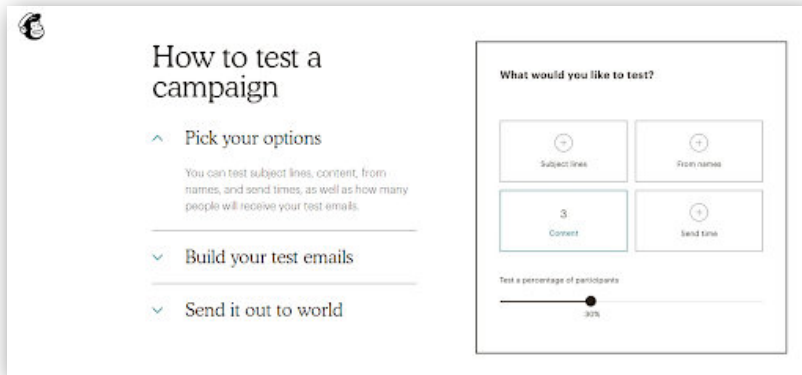 How to test a
campaign
Pick your options
You can test subject lines, content, from
names, and send times, as well as how many
people will receive your test emails.
Build your test emails
Send it out to world
What would you like to test?
Subject lines
From names
3
Content
Send time
Test a percentage of participants
30%